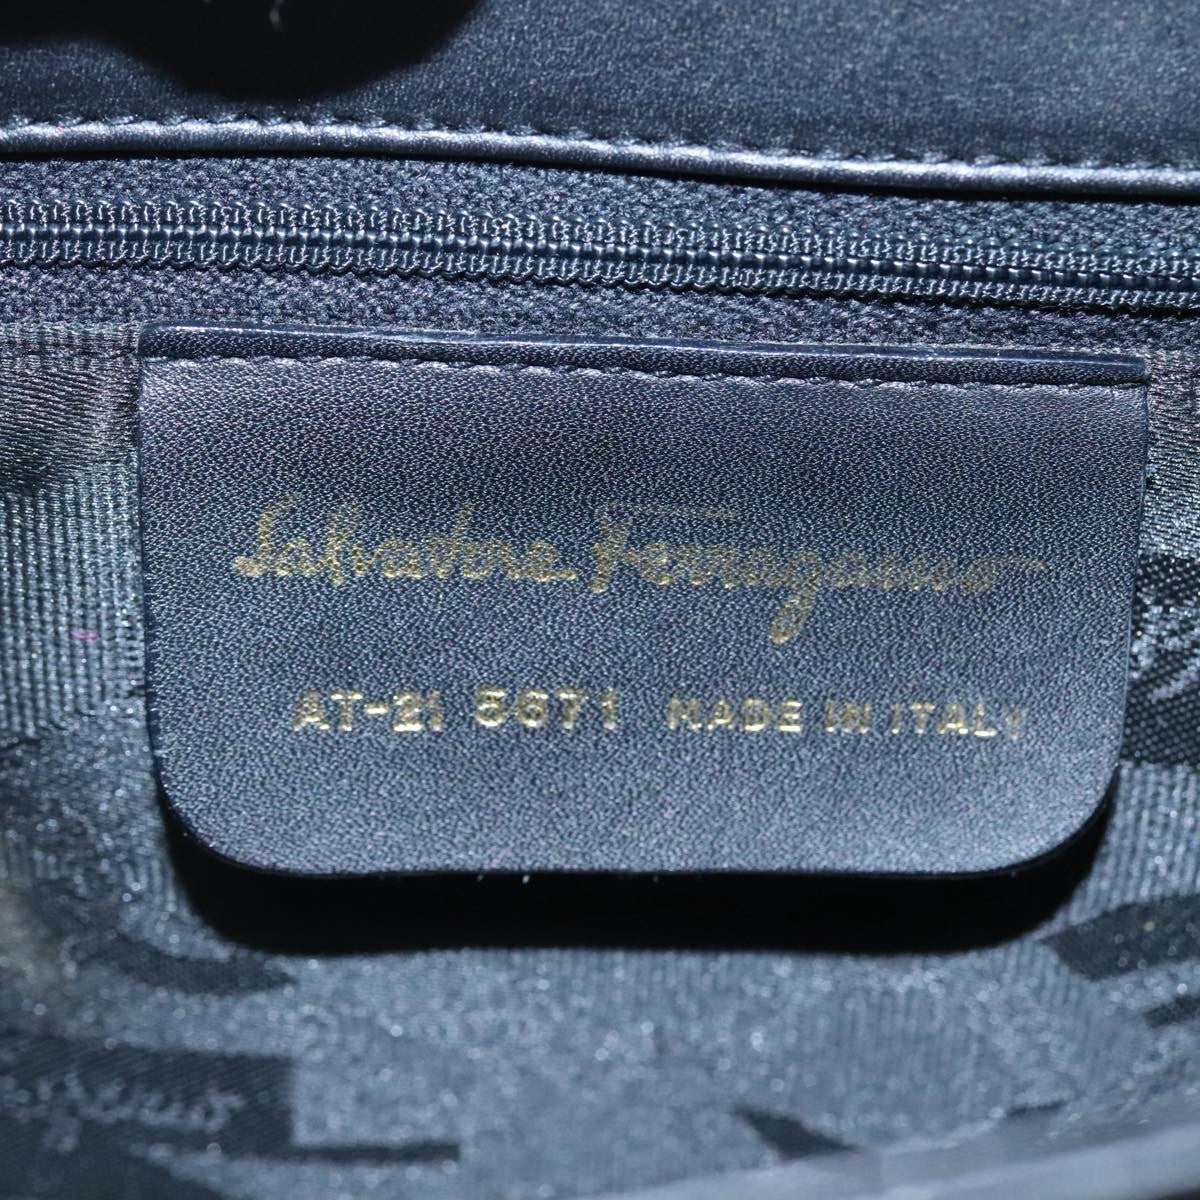 Salvatore Ferragamo
AT-21 5671 MADE IN ITALY